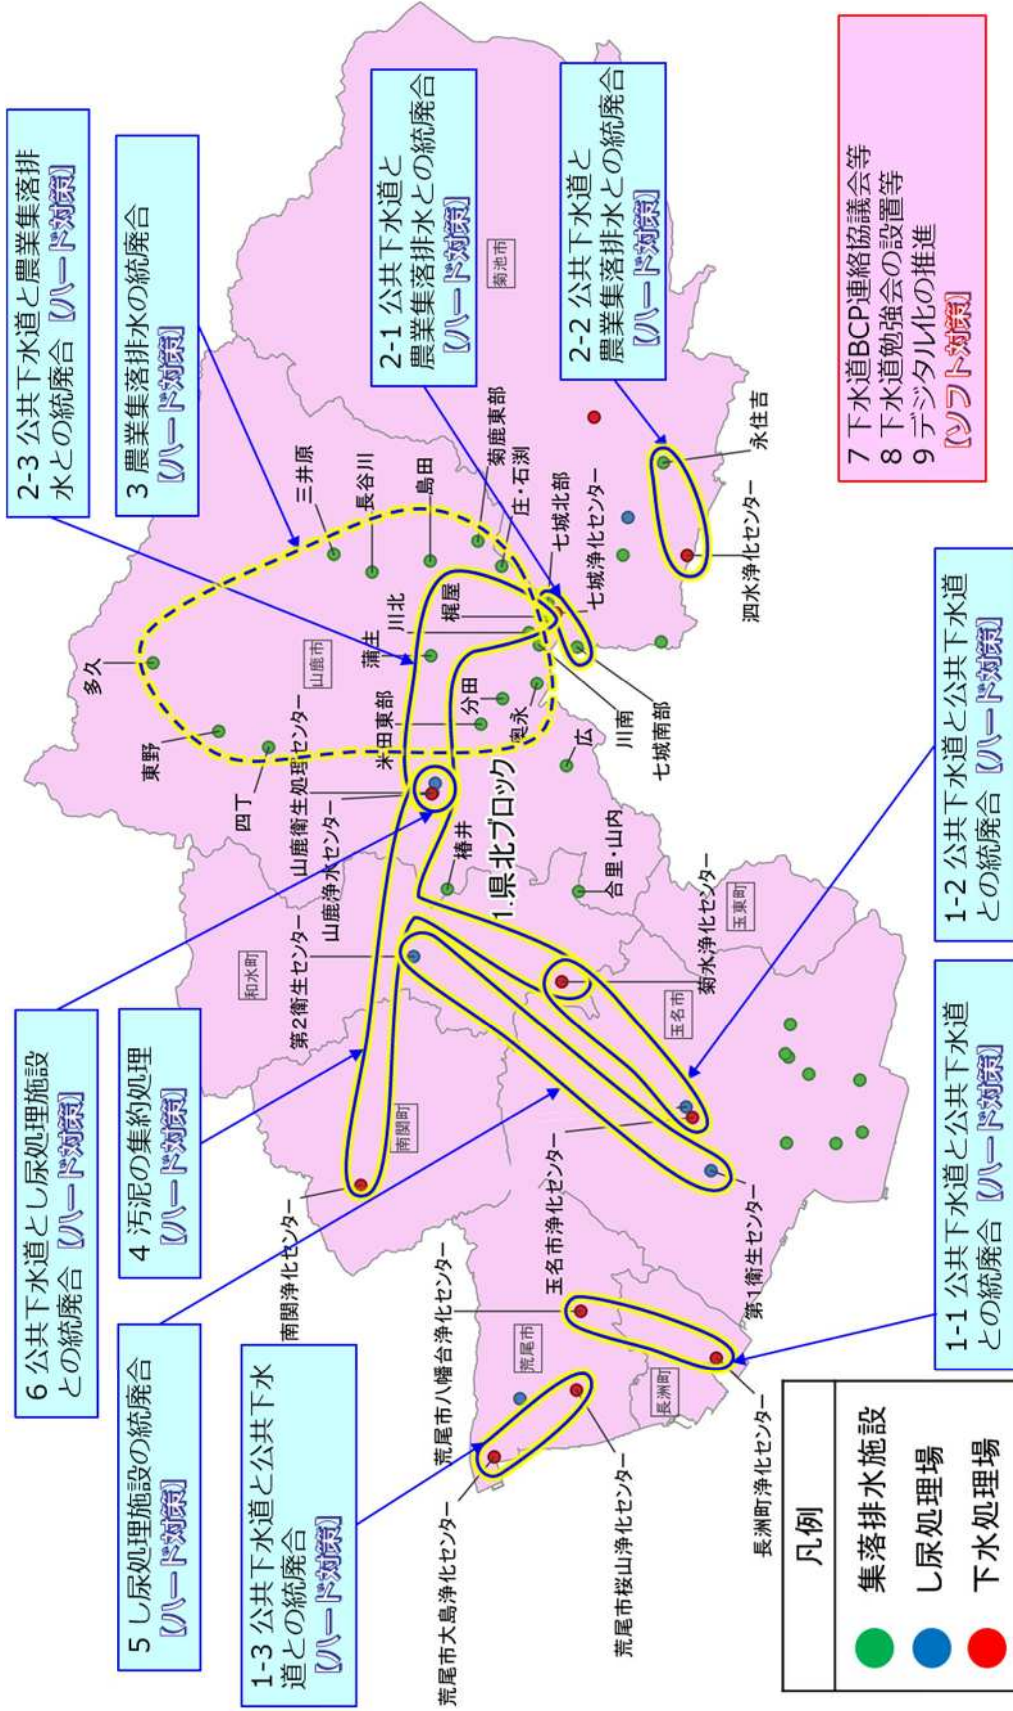 6 公共下水道とし尿処理施設
との統廃合【ハード対策】
2-3 公共下水道と農業集落排
水との統廃合【ハード対策】
5 し尿処理施設の統廃合
【ハード対策】
4 汚泥の集約処理
【ハード対策】
3 農業集落排水の統廃合
【ハード対策】
1-3 公共下水道と公共下水
道との統廃合
【ハード対策】
2-1 公共下水道と
農業集落排水との統廃合
【ハード対策】
2-2 公共下水道と
農業集落排水との統廃合
【ハード対策】
多久
東野
四丁
三井原
長谷川
島田
菊鹿東部
庄・石渕
山鹿市
菊池市
和水町
南関町
南関浄化センター
第2衛生センター
山鹿浄水センター
山鹿衛生処理センター
米田東部
蒲生
川北
梶屋
分田
奥永
七城北部
七城浄化センター
川南
七城南部
広
永住吉
泗水浄化センター
椿井
1.県北ブロック
合里・山内
菊水浄化センター
玉東町
玉名市
玉名市浄化センター
第1衛生センター
荒尾市八幡台浄化センター
荒尾市大島浄化センター
荒尾市
荒尾市桜山浄化センター
長洲町
長洲町浄化センター
1-1 公共下水道と公共下水道
との統廃合【ハード対策】
1-2 公共下水道と公共下水道
との統廃合【ハード対策】
7 下水道BCP連絡協議会等
8 下水道勉強会の設置等
9 デジタル化の推進
【ソフト対策】
凡例
集落排水施設
し尿処理場
下水処理場